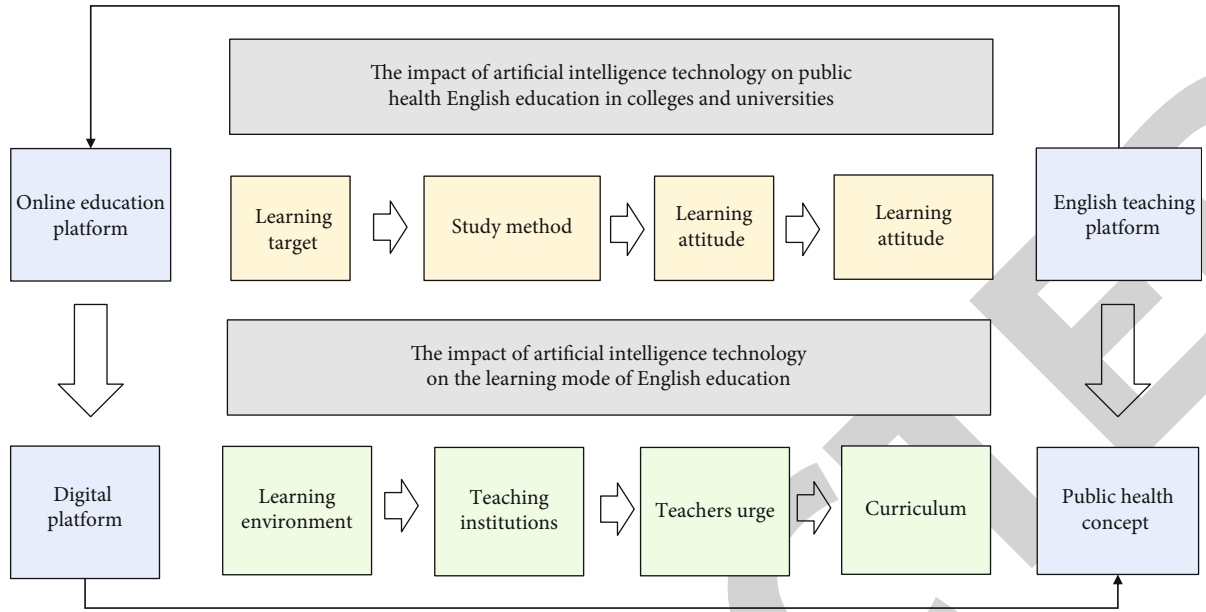 The impact of artificial intelligence technology on public
health English education in colleges and universities
Online education
platform
Learning
target
Study method
Learning
attitude
Learning
attitude
English teaching
platform
The impact of artificial intelligence technology
on the learning mode of English education
Digital
platform
Learning
environment
Teaching
institutions
Teachers urge
Curriculum
Public health
concept